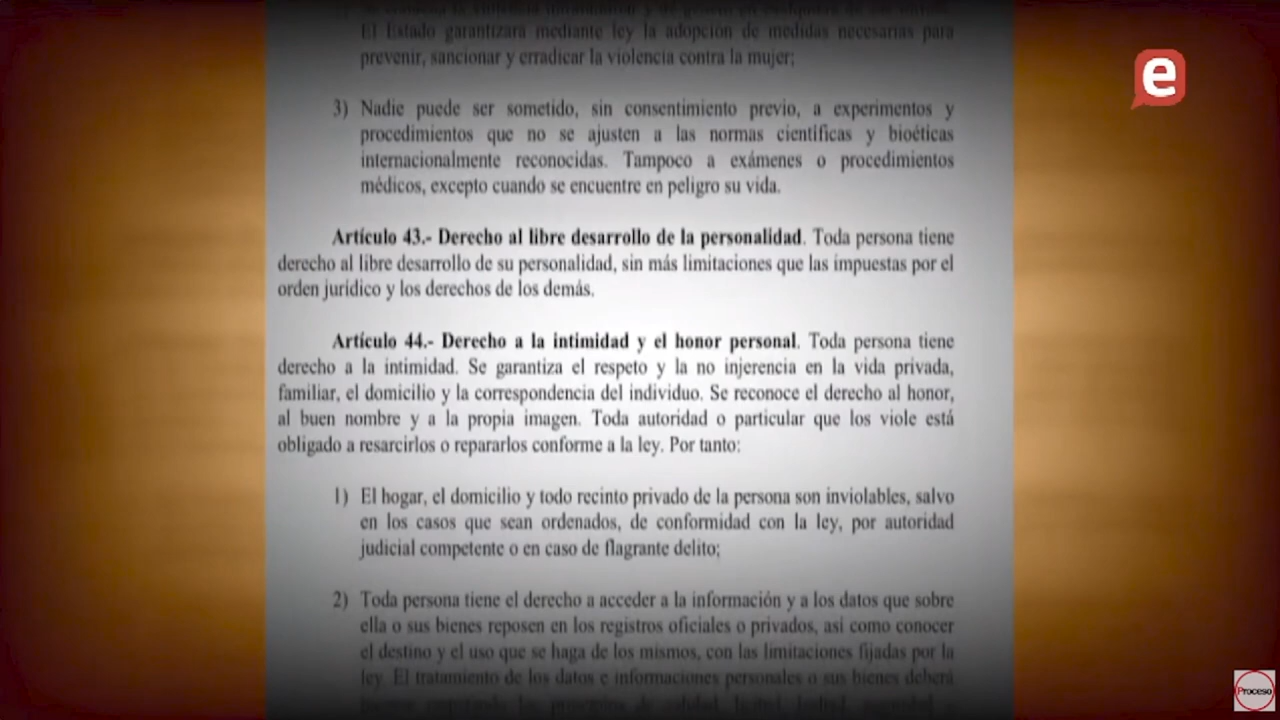 El Estado garantizara mediante ley la adopción de medidas necesarias para
prevenir, sancionar y erradicar la violencia contra la mujer;
3) Nadie puede ser sometido, sin consentimiento previo, a experimentos y
procedimientos que no se ajusten a las normas científicas y bioéticas
internacionalmente reconocidas. Tampoco a exámenes o procedimientos
médicos, excepto cuando se encuentre en peligro su vida.
Artículo 43.- Derecho al libre desarrollo de la personalidad. Toda persona tiene
derecho al libre desarrollo de su personalidad, sin más limitaciones que las impuestas por el
orden jurídico y los derechos de los demás.
Artículo 44.- Derecho a la intimidad y el honor personal. Toda persona tiene
derecho a la intimidad. Se garantiza el respeto y la no injerencia en la vida privada,
familiar, el domicilio y la correspondencia del individuo. Se reconoce el derecho al honor,
al buen nombre y a la propia imagen. Toda autoridad o particular que los viole está
obligado a resarcirlos o repararlos conforme a la ley. Por tanto:
1) El hogar, el domicilio y todo recinto privado de la persona son inviolables, salvo
en los casos que sean ordenados, de conformidad con la ley, por autoridad
judicial competente o en caso de flagrante delito;
2) Toda persona tiene el derecho a acceder a la información y a los datos que sobre
ella o sus bienes reposen en los registros oficiales o privados, así como conocer
el destino y el uso que se haga de los mismos, con las limitaciones fijadas por la
ley. El tratamiento de los datos e informaciones personales o sus bienes deberá
e
Proceso